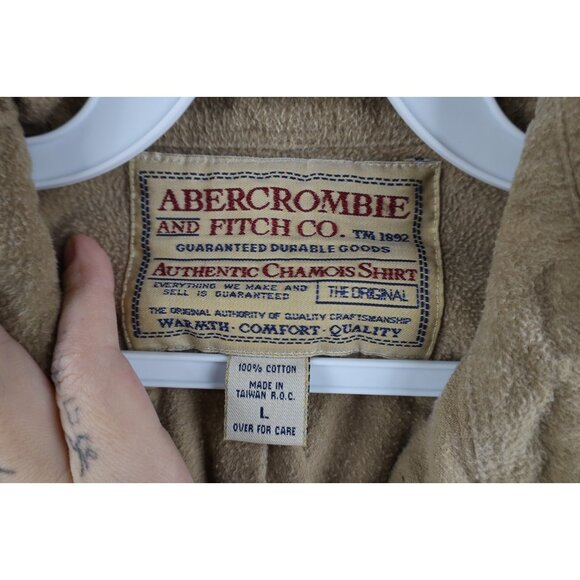 ABERCROMBIE
AND FITCH CO. TM 1892
GUARANTEED DURABLE GOODS
AUTHENTIC CHAMOIS SHIRT
EVERYTHING WE MAKE AND
SELL IS GUARANTEED
THE ORIGINAL
THE ORIGINAL AUTHORITY OF QUALITY CRAFTSMANSHIP
WARMTH · COMFORT · QUALITY
100% COTTON
MADE IN
TAIWAN R.O.C.
L
OVER FOR CARE